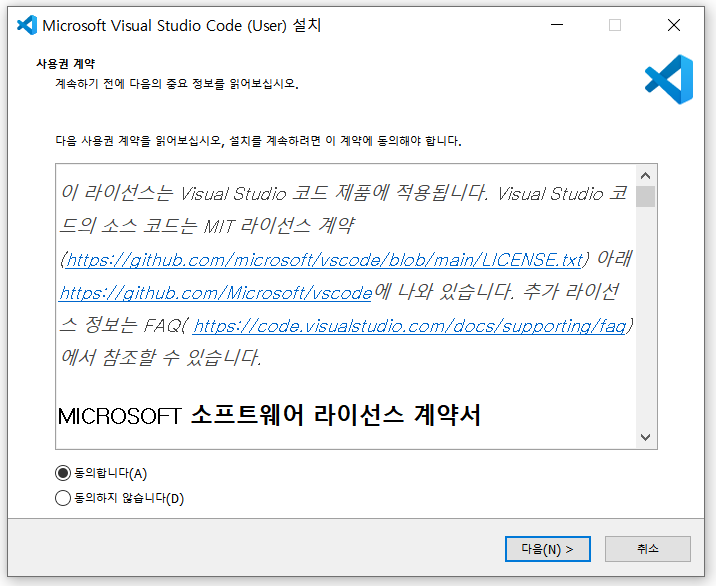 Microsoft Visual Studio Code (User) 설치
사용권 계약
계속하기 전에 다음의 중요 정보를 읽어보십시오.
다음 사용권 계약을 읽어보십시오, 설치를 계속하려면 이 계약에 동의해야 합니다.
이 라이선스는 Visual Studio 코드 제품에 적용됩니다. Visual Studio 코
드의 소스 코드는 MIT 라이선스 계약
(https://github.com/microsoft/vscode/blob/main/LICENSE.txt) 아래
https://github.com/Microsoft/vscode에 나와 있습니다. 추가 라이선
스 정보는 FAQ( https://code.visualstudio.com/docs/supporting/faq)
에서 참조할 수 있습니다.
MICROSOFT 소프트웨어 라이선스 계약서
동의합니다(A)
동의하지 않습니다(D)
다음(N) >
취소